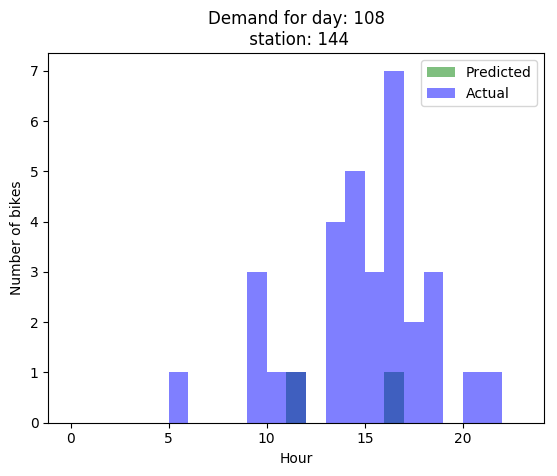 Demand for day: 108
station: 144
Predicted
Actual
7
6
5
4
3
2
1
0
Number of bikes
0 5 10 15 20
Hour